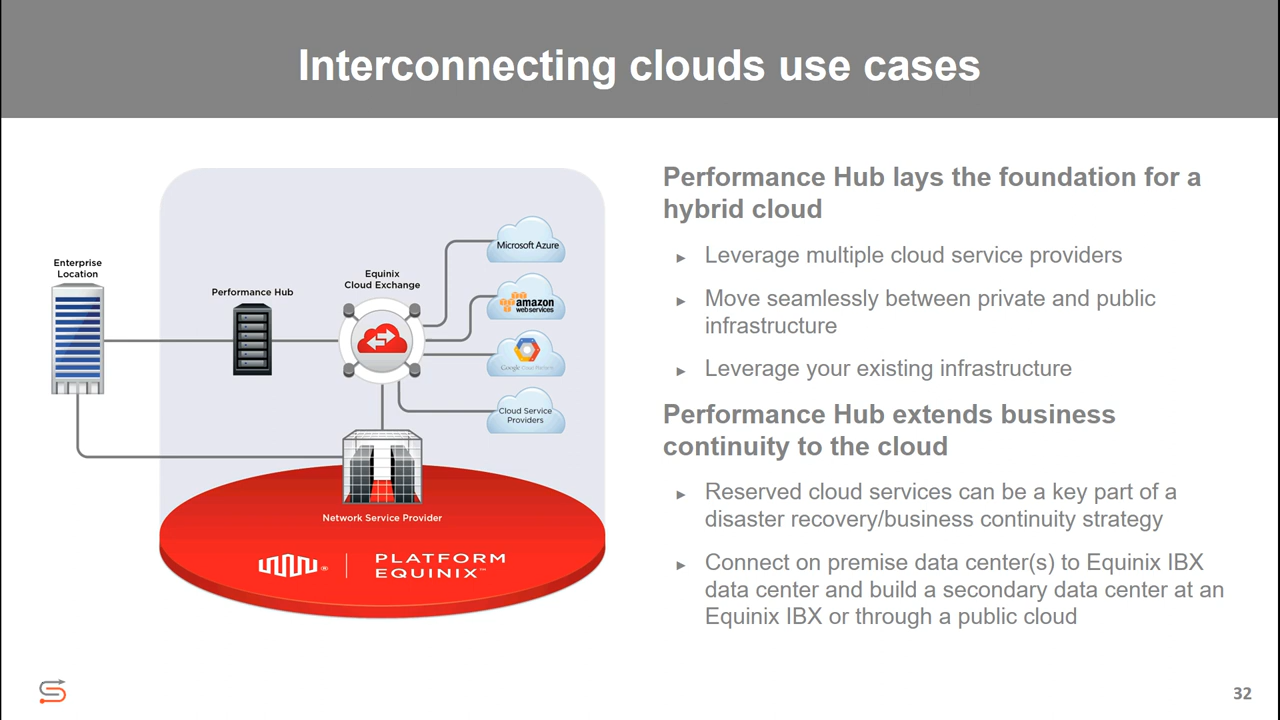 Interconnecting clouds use cases
Enterprise
Location
Performance Hub
Equinix
Cloud Exchange
Microsoft Azure
amazon
web services
Google Cloud Platform
Cloud Service
Providers
Network Service Provider
PLATFORM
EQUINIX™
Performance Hub lays the foundation for a
hybrid cloud
► Leverage multiple cloud service providers
► Move seamlessly between private and public
infrastructure
► Leverage your existing infrastructure
Performance Hub extends business
continuity to the cloud
► Reserved cloud services can be a key part of a
disaster recovery/business continuity strategy
► Connect on premise data center(s) to Equinix IBX
data center and build a secondary data center at an
Equinix IBX or through a public cloud
32